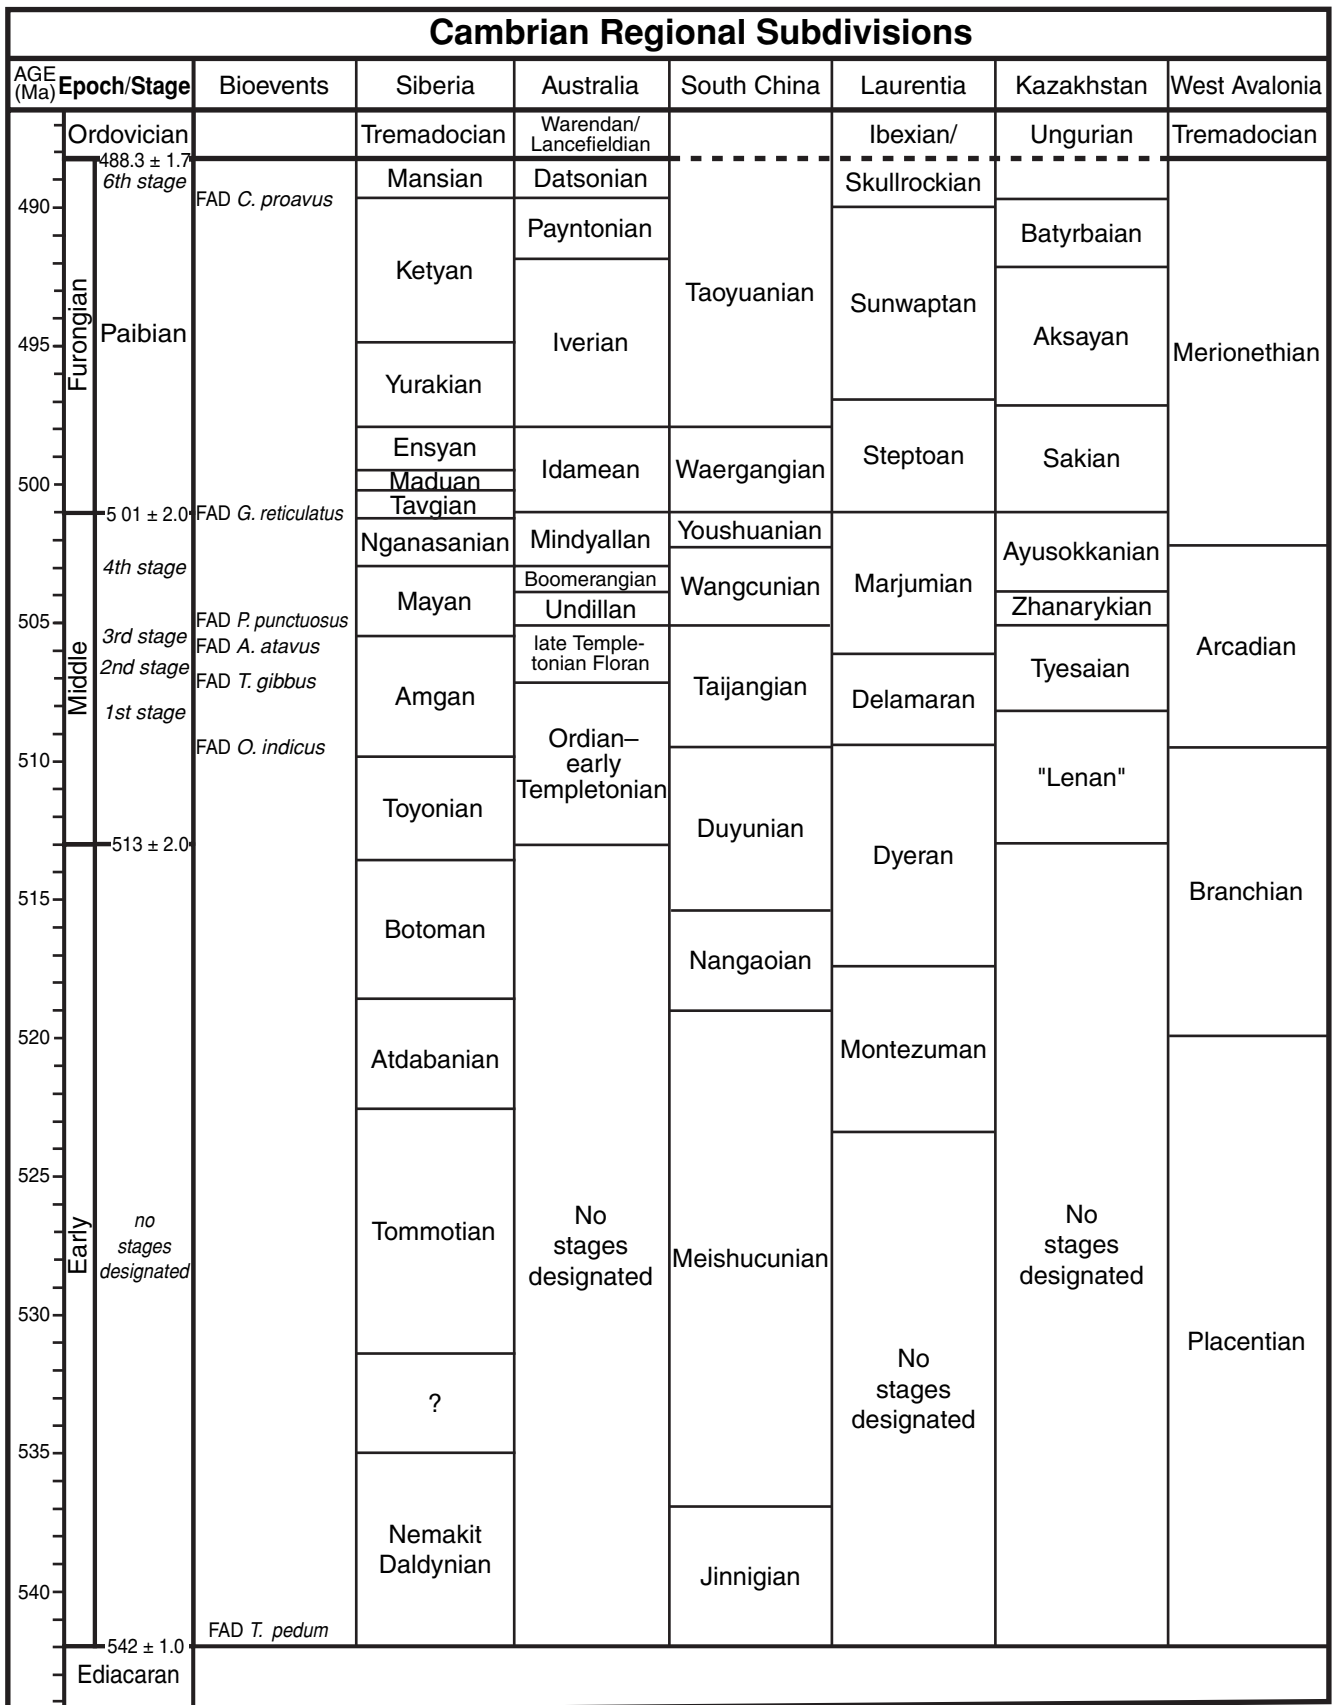 Cambrian Regional Subdivisions
AGE
(Ma)
Epoch/Stage
Bioevents
Siberia
Australia
South China
Laurentia
Kazakhstan
West Avalonia
490
495
500
505
510
515
520
525
530
535
540
Ordovician
488.3 ± 1.7
Furongian
6th stage
Paibian
5 01 ± 2.0
Middle
4th stage
3rd stage
2nd stage
1st stage
513 ± 2.0
Early
no
stages
designated
542 ± 1.0
Ediacaran
FAD C. proavus
FAD G. reticulatus
FAD P. punctuosus
FAD A. atavus
FAD T. gibbus
FAD O. indicus
FAD T. pedum
Tremadocian
Mansian
Ketyan
Yurakian
Ensyan
Maduan
Tavgian
Nganasanian
Mayan
Amgan
Toyonian
Botoman
Atdabanian
Tommotian
?
Nemakit
Daldynian
Warendan/
Lancefieldian
Datsonian
Payntonian
Iverian
Idamean
Mindyallan
Boomerangian
Undillan
late Temple-
tonian Floran
Ordian–
early
Templetonian
No
stages
designated
Taoyuanian
Waergangian
Youshuanian
Wangcunian
Taijangian
Duyunian
Nangaoian
Meishucunian
Jinnigian
Ibexian/
Skullrockian
Sunwaptan
Steptoan
Marjumian
Delamaran
Dyeran
Montezuman
No
stages
designated
Ungurian
Batyrbaian
Aksayan
Sakian
Ayusokkanian
Zhanarykian
Tyesaian
"Lenan"
No
stages
designated
Tremadocian
Merionethian
Arcadian
Branchian
Placentian